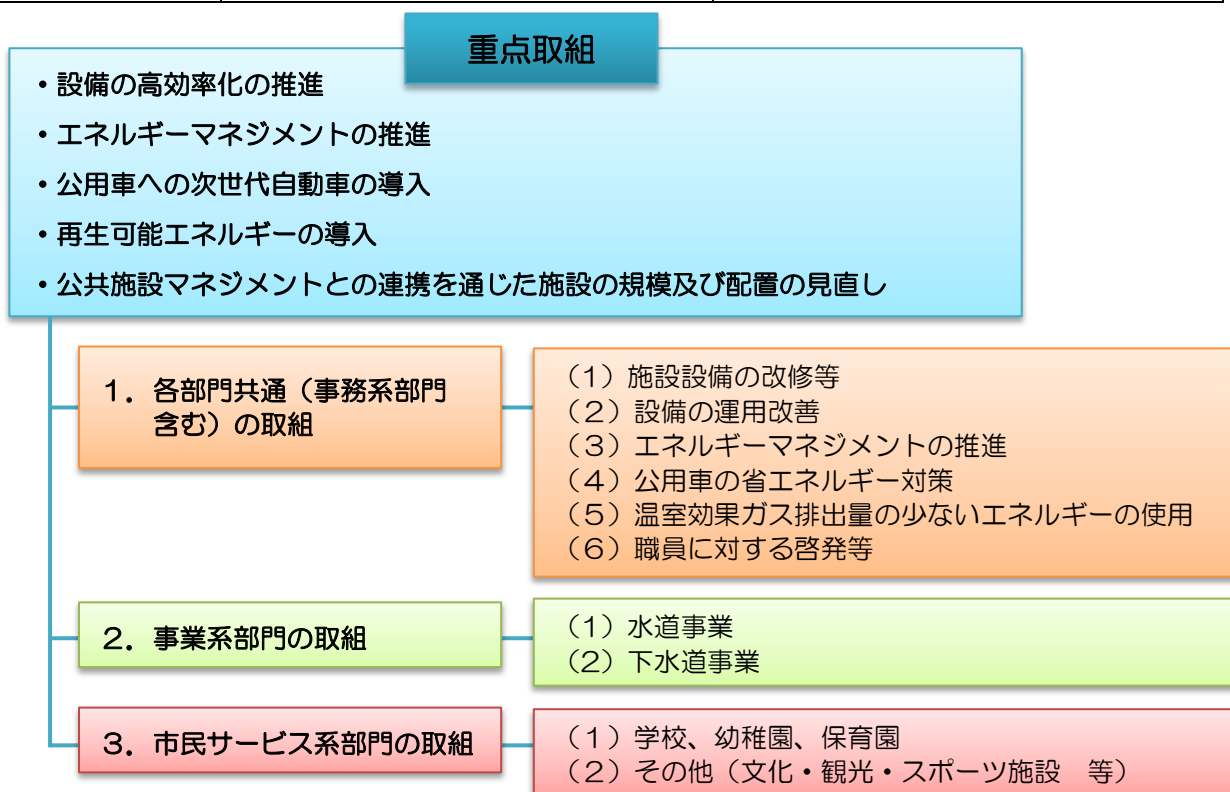 重点取組
・設備の高効率化の推進
・エネルギーマネジメントの推進
・公用車への次世代自動車の導入
・再生可能エネルギーの導入
・公共施設マネジメントとの連携を通じた施設の規模及び配置の見直し
１．各部門共通（事務系部門
含む）の取組
（１）施設設備の改修等
（２）設備の運用改善
（３）エネルギーマネジメントの推進
（４）公用車の省エネルギー対策
（５）温室効果ガス排出量の少ないエネルギーの使用
（６）職員に対する啓発等
２．事業系部門の取組
（１）水道事業
（２）下水道事業
３．市民サービス系部門の取組
（１）学校、幼稚園、保育園
（２）その他（文化・観光・スポーツ施設　等）